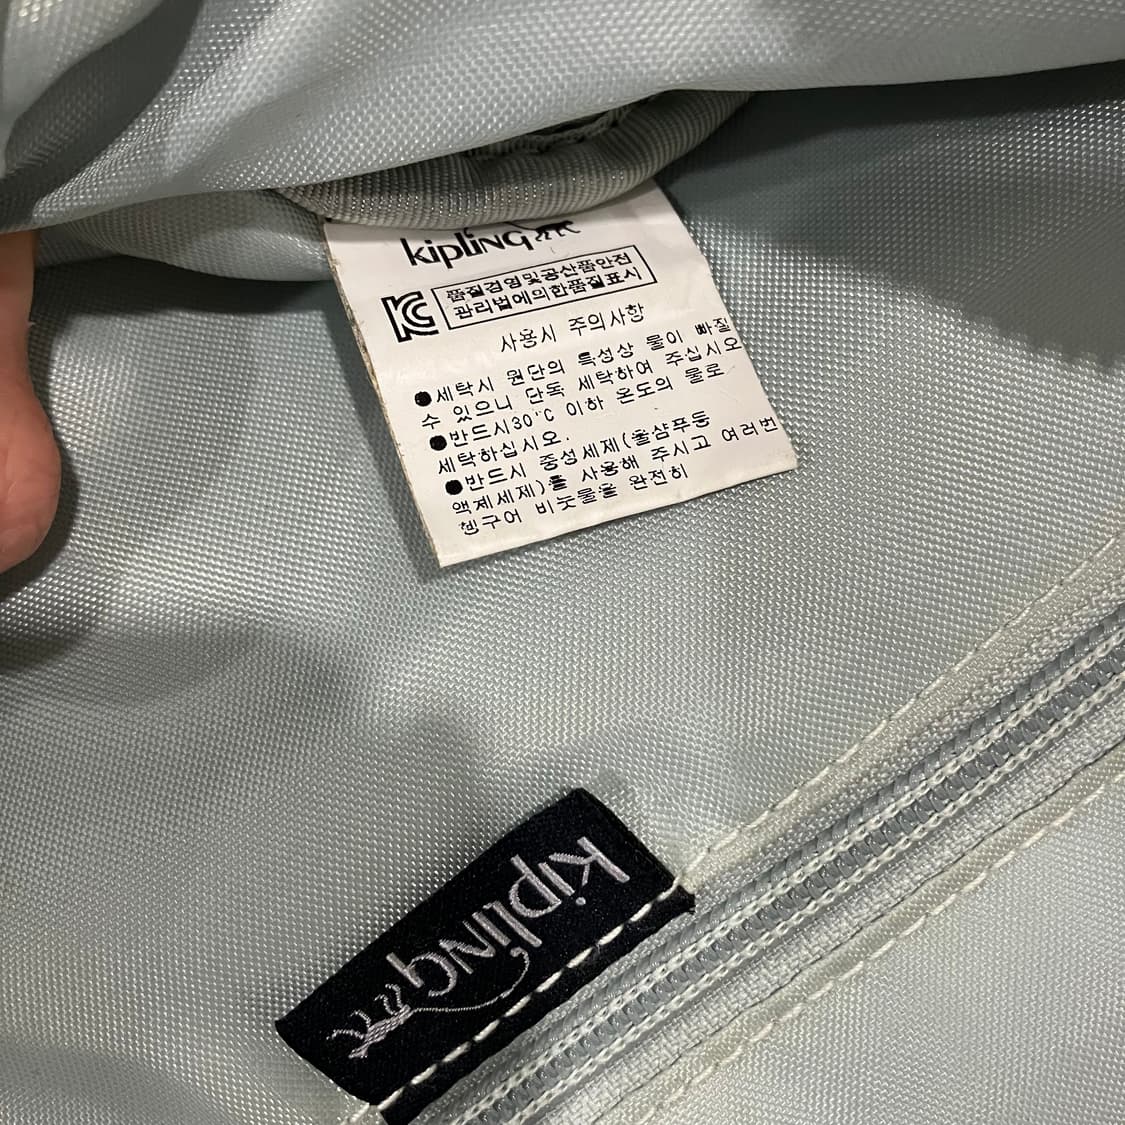 kipling
KC
품질경영및공산품안전
관리법에의한품질표시
사용시 주의사항
●세탁시 원단의 특성상 물이 빠질
수 있으니 단독 세탁하여 주십시오
●반드시30°C 이하 온도의 물로
세탁하십시오.
●반드시 중성세제(울샴푸등
액제세제)를 사용해 주시고 여러번
헹구어 비눗물을 완전히
kipling